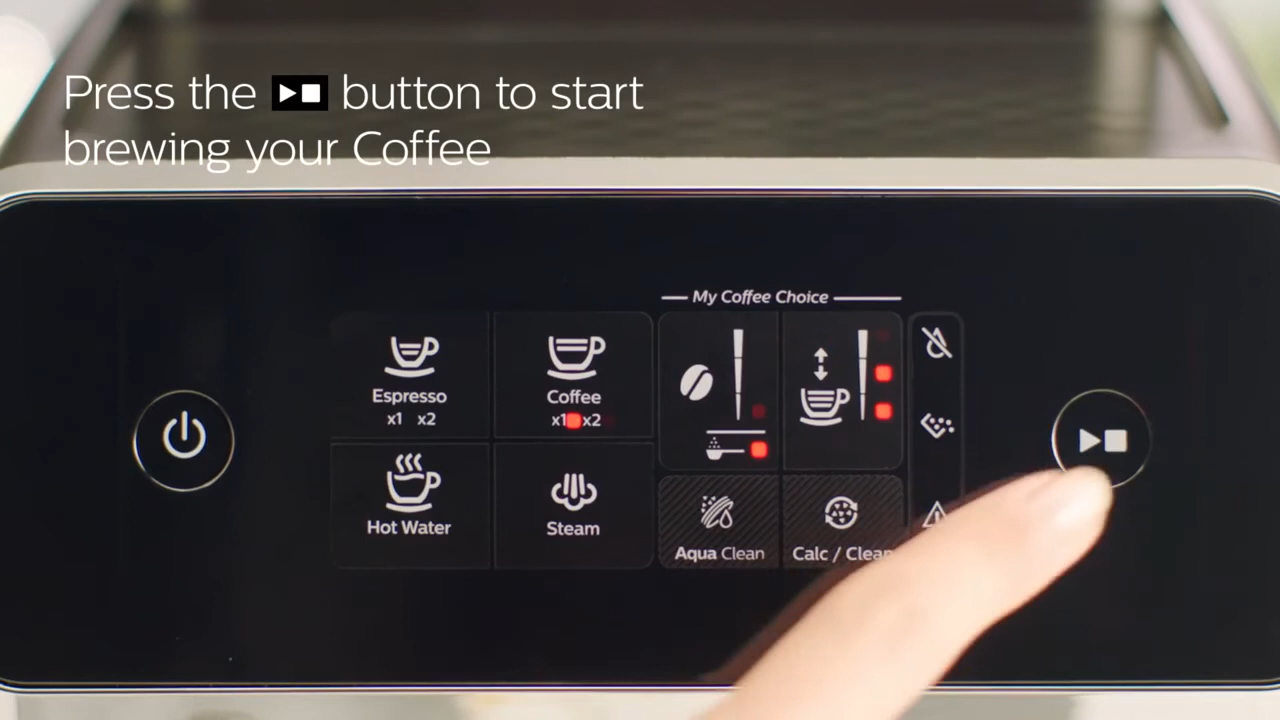 Press the button to start
brewing your Coffee
My Coffee Choice
Espresso
x1 x2
Coffee
x1 x2
Hot Water
Steam
Aqua Clean
Calc / Clean